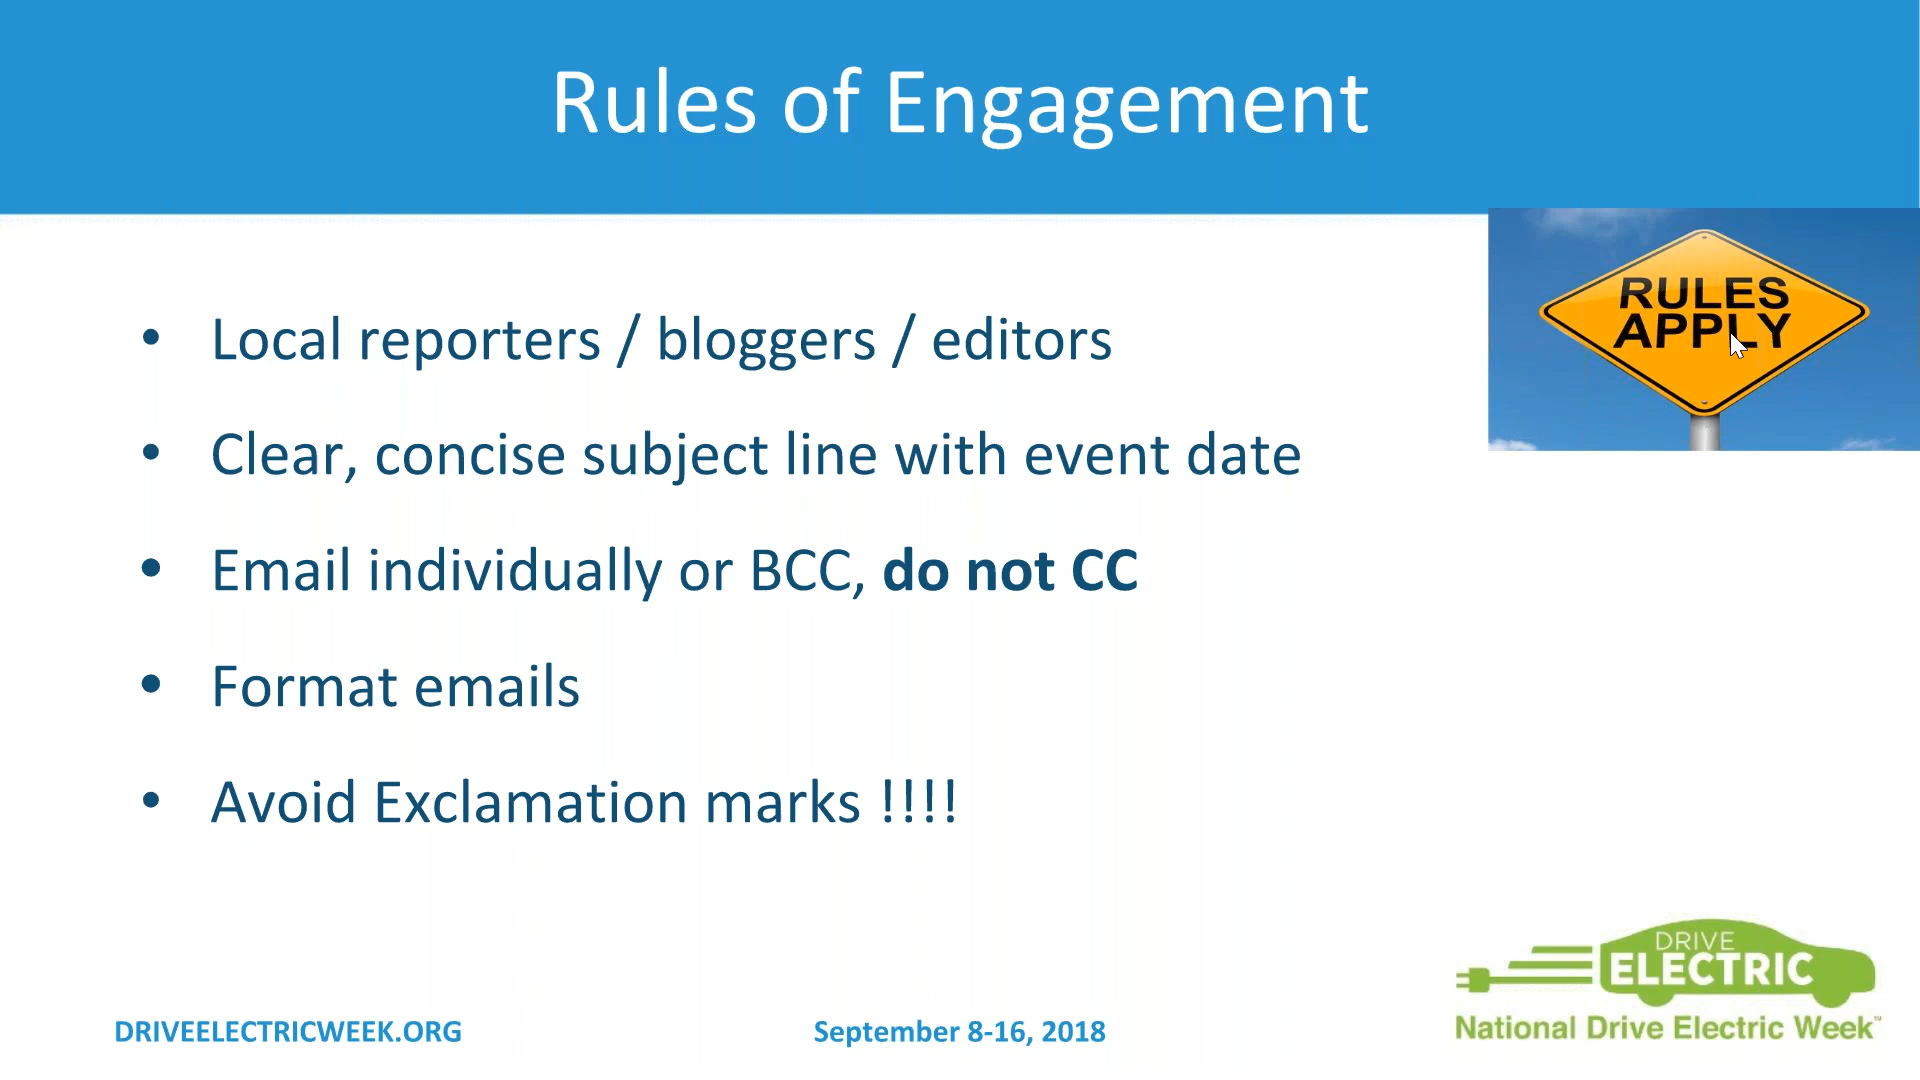 Rules of Engagement
RULES
APPLY
• Local reporters / bloggers / editors
• Clear, concise subject line with event date
• Email individually or BCC, do not CC
• Format emails
• Avoid Exclamation marks !!!!
DRIVE
ELECTRIC
National Drive Electric Week™
DRIVEELECTRICWEEK.ORG
September 8-16, 2018